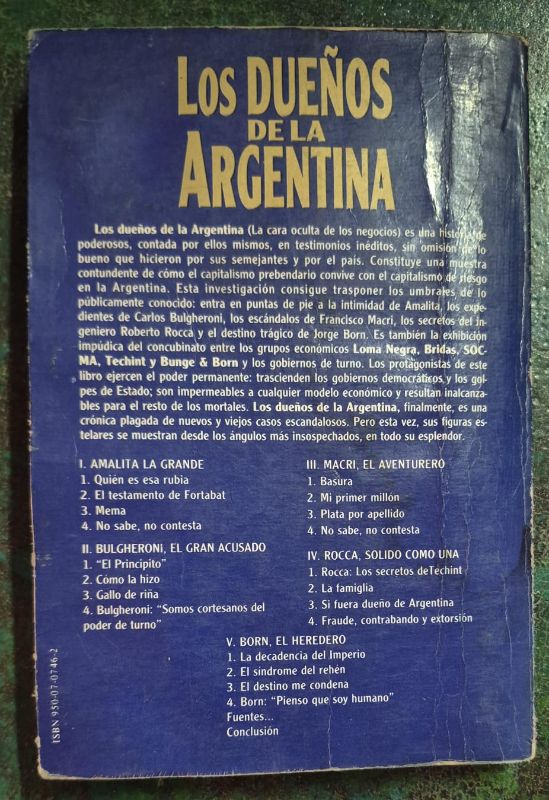 LOS DUEÑOS
DE LA
ARGENTINA
Los dueños de la Argentina (La cara oculta de los negocios) es una historia de
poderosos, contada por ellos mismos, en testimonios inéditos, sin omisión de lo
bueno que hicieron por sus semejantes y por el país. Constituye una muestra
contundente de cómo el capitalismo prebendario convive con el capitalismo de riesgo
en la Argentina. Esta investigación consigue trasponer los umbrales de lo
públicamente conocido: entra en puntas de pie a la intimidad de Amalita, los expe-
dientes de Carlos Bulgheroni, los escándalos de Francisco Macri, los secretos del in-
geniero Roberto Rocca y el destino trágico de Jorge Born. Es también la exhibición
impúdica del concubinato entre los grupos económicos Loma Negra, Bridas, SOC-
MA, Techint y Bunge & Born y los gobiernos de turno. Los protagonistas de este
libro ejercen el poder permanente: trascienden los gobiernos democráticos y los gol-
pes de Estado; son impermeables a cualquier modelo económico y resultan inalcanza-
bles para el resto de los mortales. Los dueños de la Argentina, finalmente, es una
crónica plagada de nuevos y viejos casos escandalosos. Pero esta vez, sus figuras es-
telares se muestran desde los ángulos más insospechados, en todo su esplendor.
I. AMALITA LA GRANDE
1. Quién es esa rubia
2. El testamento de Fortabat
3. Mema
4. No sabe, no contesta
II. BULGHERONI, EL GRAN ACUSADO
1. "El Principito"
2. Cómo la hizo
3. Gallo de riña
4. Bulgheroni: "Somos cortesanos del
poder de turno"
III. MACRI, EL AVENTURERO
1. Basura
2. Mi primer millón
3. Plata por apellido
4. No sabe, no contesta
IV. ROCCA, SOLIDO COMO UNA
1. Rocca: Los secretos deTechint
2. La famiglia
3. Si fuera dueño de Argentina
4. Fraude, contrabando y extorsión
V. BORN, EL HEREDERO
1. La decadencia del Imperio
2. El síndrome del rehén
3. El destino me condena
4. Born: "Pienso que soy humano"
Fuentes...
Conclusión
ISBN 950-07-0746-2